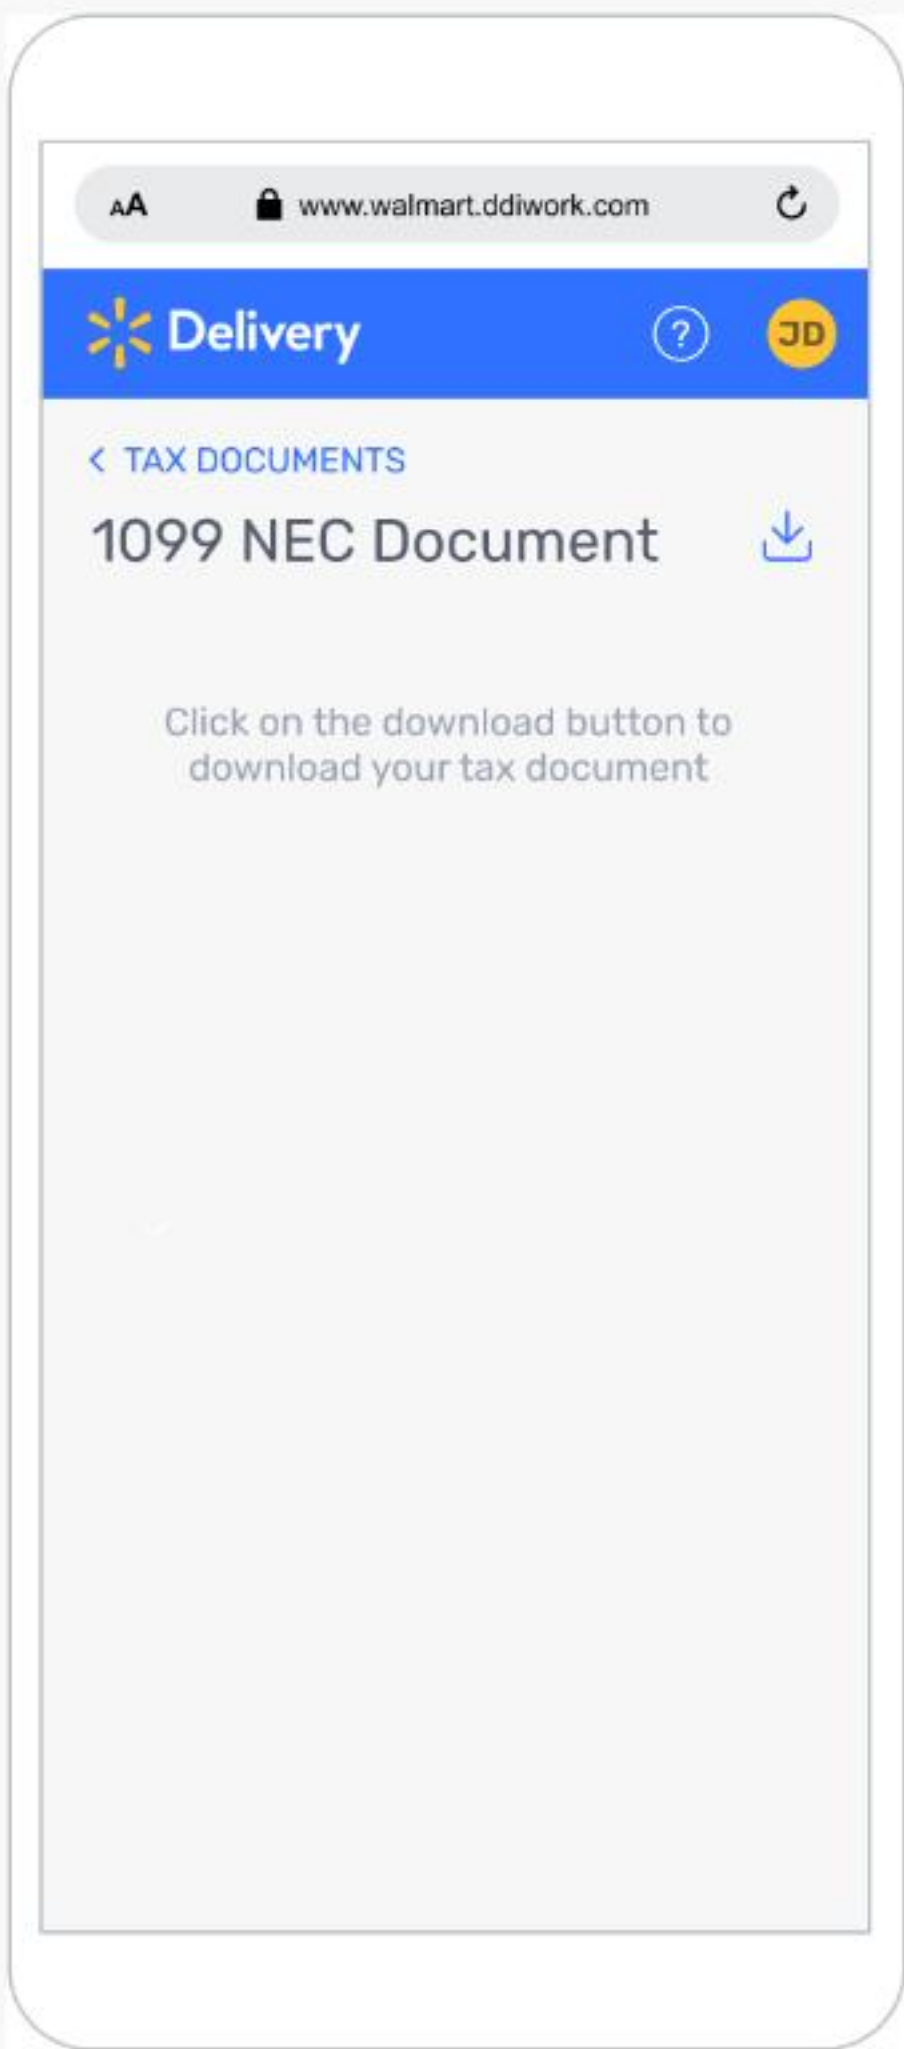 AA www.walmart.ddiwork.com
Delivery ? JD
< TAX DOCUMENTS
1099 NEC Document
Click on the download button to
download your tax document